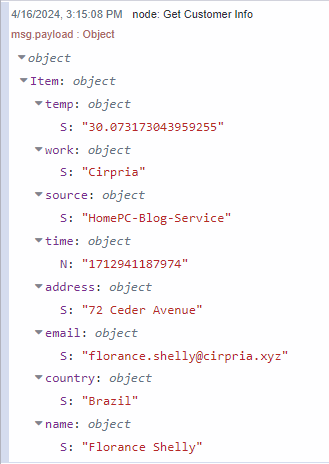 4/16/2024, 3:15:08 PM node: Get Customer Info
msg.payload : Object
object
Item: object
temp: object
S: "30.073173043959255"
work: object
S: "Cirpria"
source: object
S: "HomePC-Blog-Service"
time: object
N: "1712941187974"
address: object
S: "72 Ceder Avenue"
email: object
S: "florance.shelly@cirpria.xyz"
country: object
S: "Brazil"
name: object
S: "Florance Shelly"